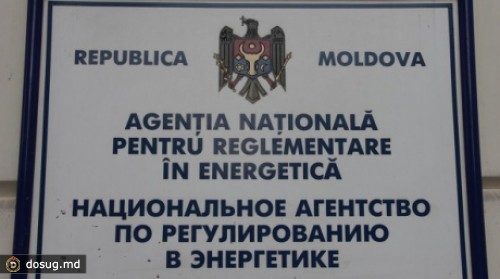 REPUBLICA MOLDOVA
AGENȚIA NAȚIONALĂ
PENTRU REGLEMENTARE
ÎN ENERGETICĂ
НАЦИОНАЛЬНОЕ АГЕНТСТВО
ПО РЕГУЛИРОВАНИЮ
В ЭНЕРГЕТИКЕ
dosug.md